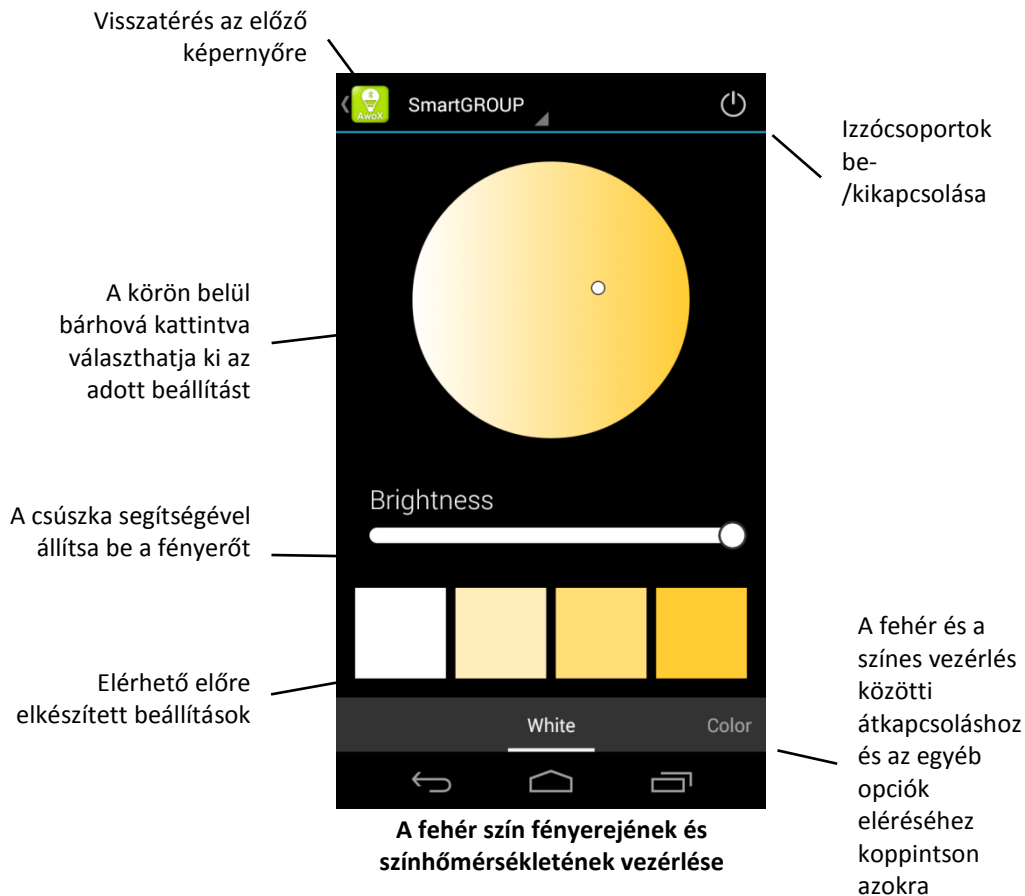 Visszatérés az előző
képernyőre
AwoX
SmartGROUP
Izzócsoportok
be-
/kikapcsolása
A körön belül
bárhová kattintva
választhatja ki az
adott beállítást
Brightness
A csúszka segítségével
állítsa be a fényerőt
Elérhető előre
elkészített beállítások
White
Color
A fehér és a
színes vezérlés
közötti
átkapcsoláshoz
és az egyéb
opciók
eléréséhez
koppintson
azokra
A fehér szín fényerejének és
színhőmérsékletének vezérlése